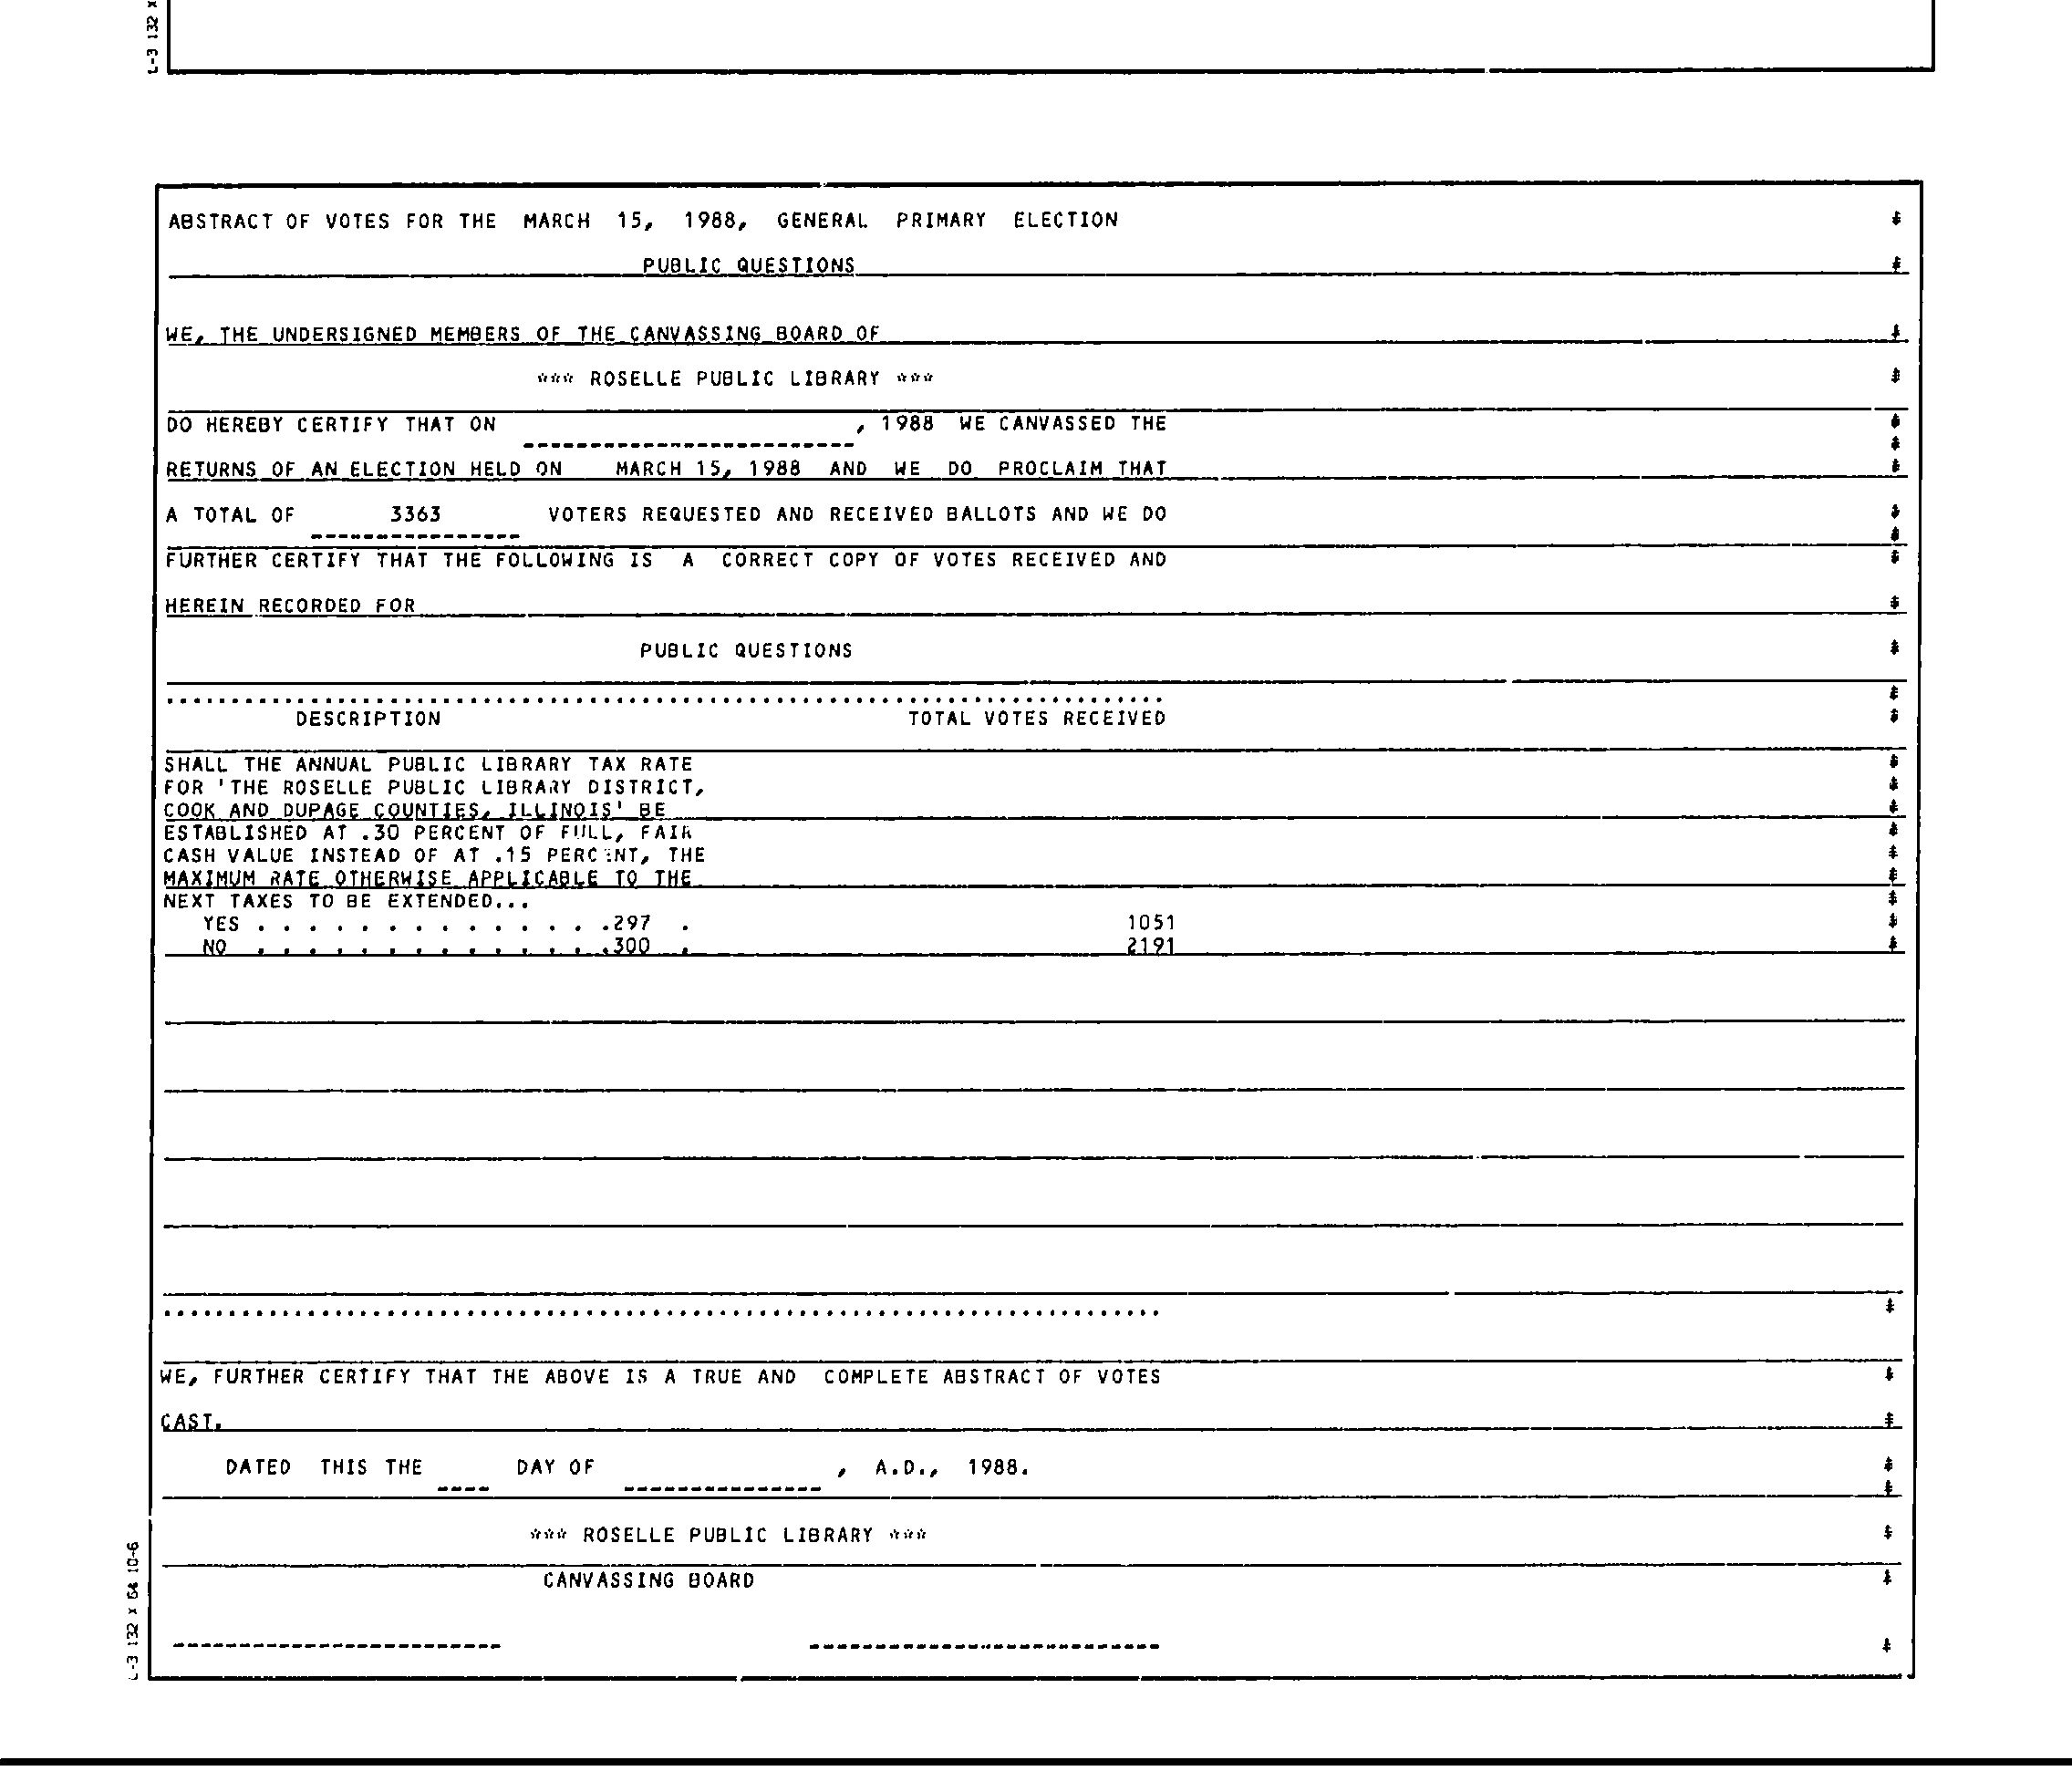 L-3 132 x
ABSTRACT OF VOTES FOR THE MARCH 15, 1988, GENERAL PRIMARY ELECTION
PUBLIC QUESTIONS
WE, THE UNDERSIGNED MEMBERS OF THE CANVASSING BOARD OF
*** ROSELLE PUBLIC LIBRARY ***
DO HEREBY CERTIFY THAT ON , 1988 WE CANVASSED THE
-------------------------
RETURNS OF AN ELECTION HELD ON MARCH 15, 1988 AND WE DO PROCLAIM THAT
A TOTAL OF 3363 VOTERS REQUESTED AND RECEIVED BALLOTS AND WE DO
----------------
FURTHER CERTIFY THAT THE FOLLOWING IS A CORRECT COPY OF VOTES RECEIVED AND
HEREIN RECORDED FOR
PUBLIC QUESTIONS
............................................................................
DESCRIPTION TOTAL VOTES RECEIVED
SHALL THE ANNUAL PUBLIC LIBRARY TAX RATE
FOR 'THE ROSELLE PUBLIC LIBRARY DISTRICT,
COOK AND DUPAGE COUNTIES, ILLINOIS' BE
ESTABLISHED AT .30 PERCENT OF FULL, FAIR
CASH VALUE INSTEAD OF AT .15 PERCENT, THE
MAXIMUM RATE OTHERWISE APPLICABLE TO THE
NEXT TAXES TO BE EXTENDED...
YES . . . . . . . . . . . . . .297 . 1051
NO . . . . . . . . . . . . . .300 . 2191
............................................................................
WE, FURTHER CERTIFY THAT THE ABOVE IS A TRUE AND COMPLETE ABSTRACT OF VOTES
CAST.
DATED THIS THE DAY OF , A.D., 1988.
---- ---------------
*** ROSELLE PUBLIC LIBRARY ***
CANVASSING BOARD
------------------------- ---------------------------
L-3 132 x 64 10-6